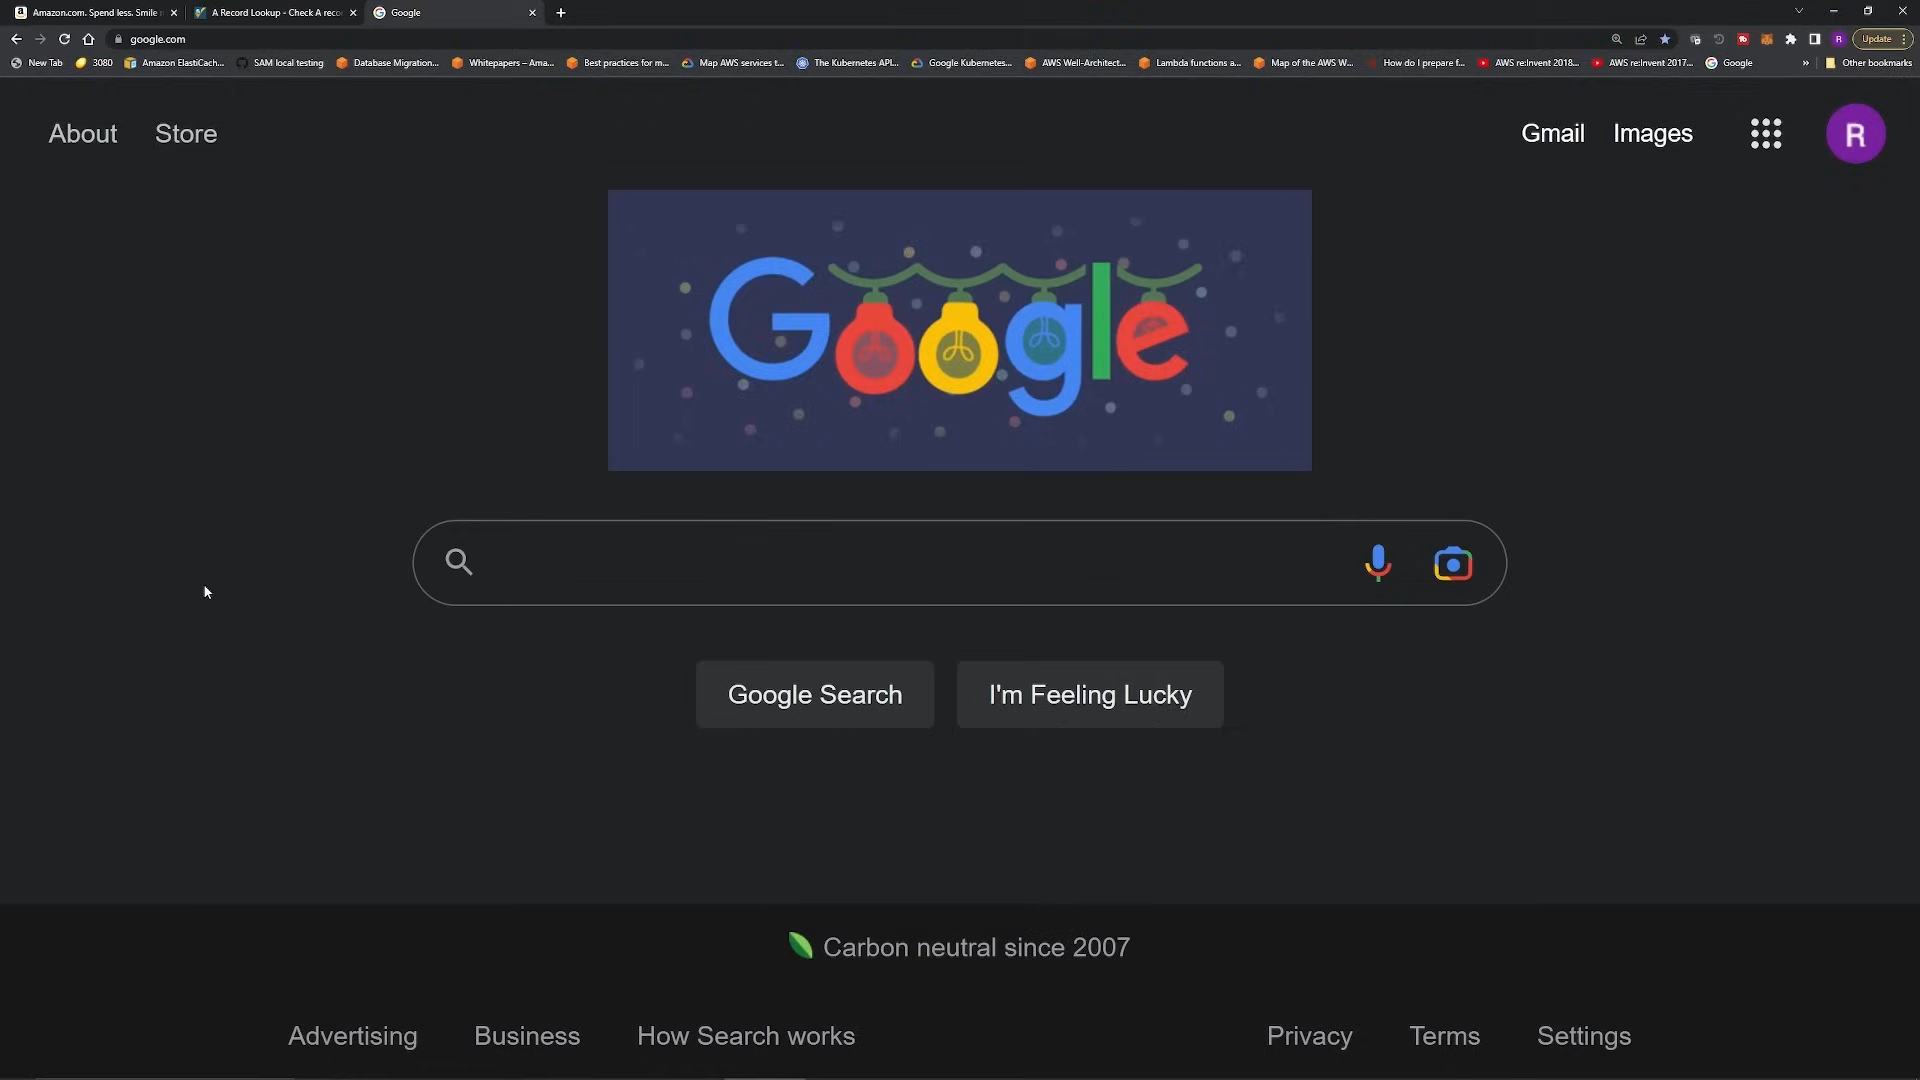 Amazon.com. Spend less. Smile
A Record Lookup - Check A reco
Google
google.com
Update
New Tab
3080
Amazon ElastiCac...
SAM local testing
Database Migration...
Whitepapers – Ama...
Best practices for m...
Map AWS services t...
The Kubernetes API...
Google Kubernetes...
AWS Well-Architect...
Lambda functions a...
Map of the AWS W...
How do I prepare f...
AWS re:Invent 2018...
AWS re:Invent 2017...
Google
»
Other bookmarks
About
Store
Gmail
Images
R
Google
Google Search
I'm Feeling Lucky
Carbon neutral since 2007
Advertising
Business
How Search works
Privacy
Terms
Settings